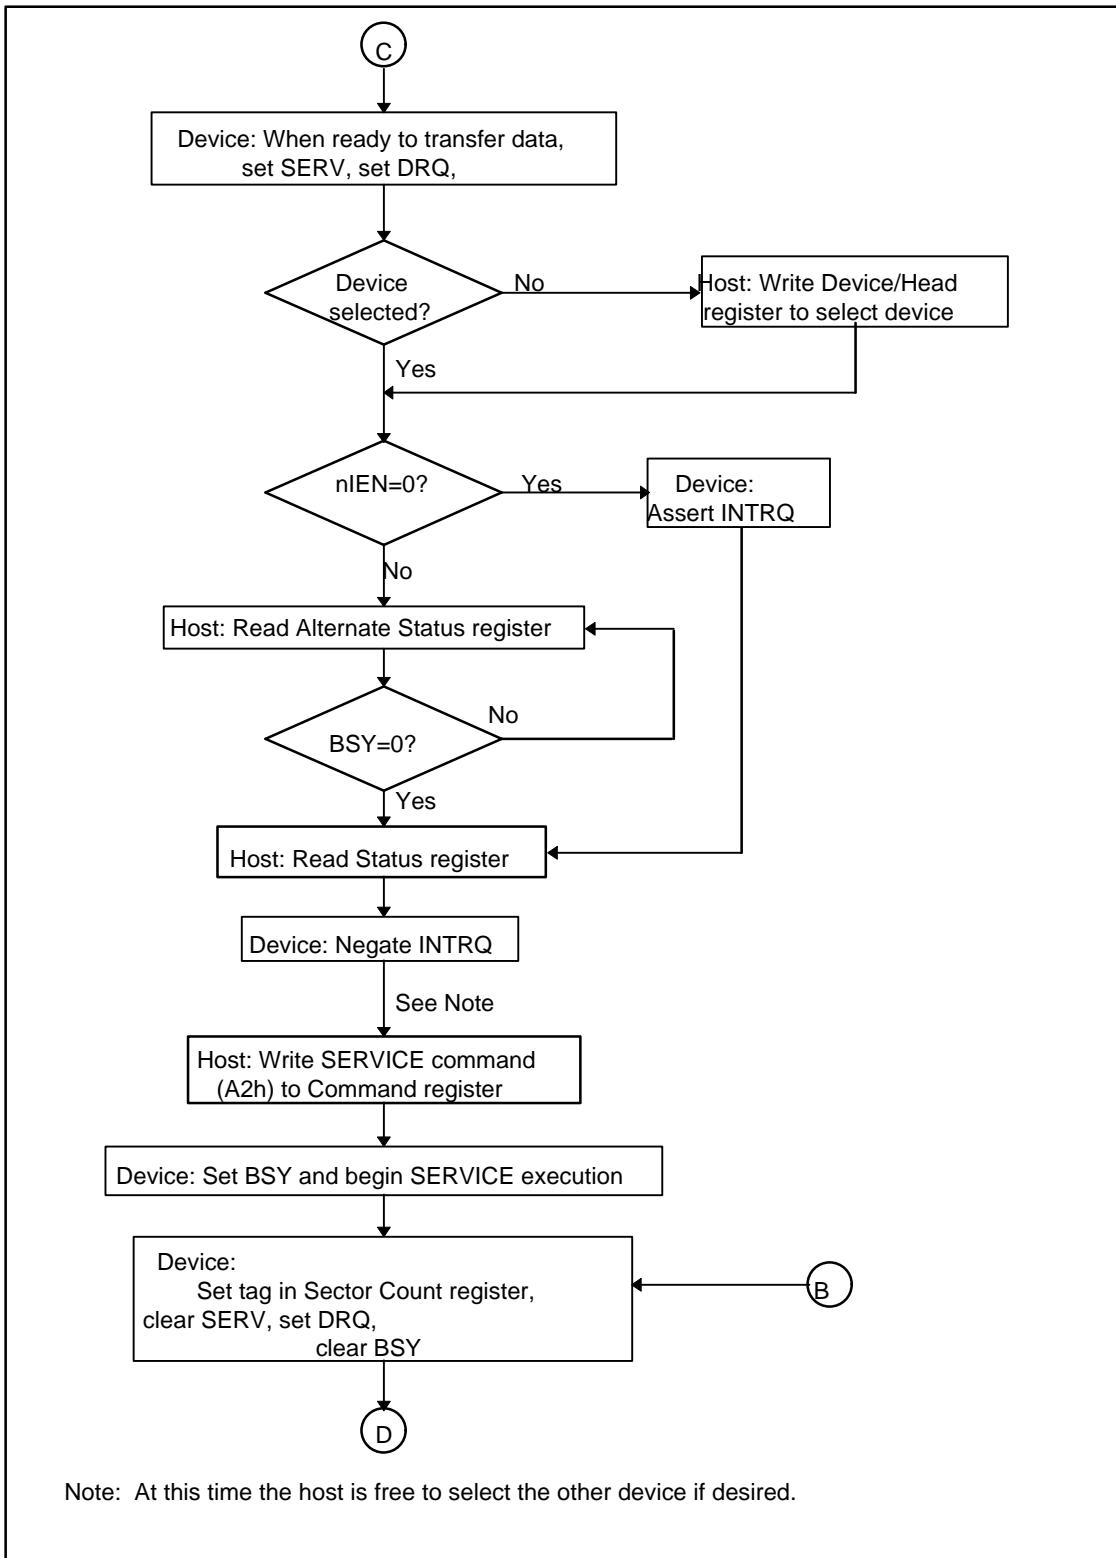 C
Device: When ready to transfer data,
set SERV, set DRQ,
Device
selected?
No
Host: Write Device/Head
register to select device
Yes
nIEN=0?
Yes
Device:
Assert INTRQ
No
Host: Read Alternate Status register
No
BSY=0?
Yes
Host: Read Status register
Device: Negate INTRQ
See Note
Host: Write SERVICE command
(A2h) to Command register
Device: Set BSY and begin SERVICE execution
Device:
Set tag in Sector Count register,
clear SERV, set DRQ,
clear BSY
B
D
Note: At this time the host is free to select the other device if desired.